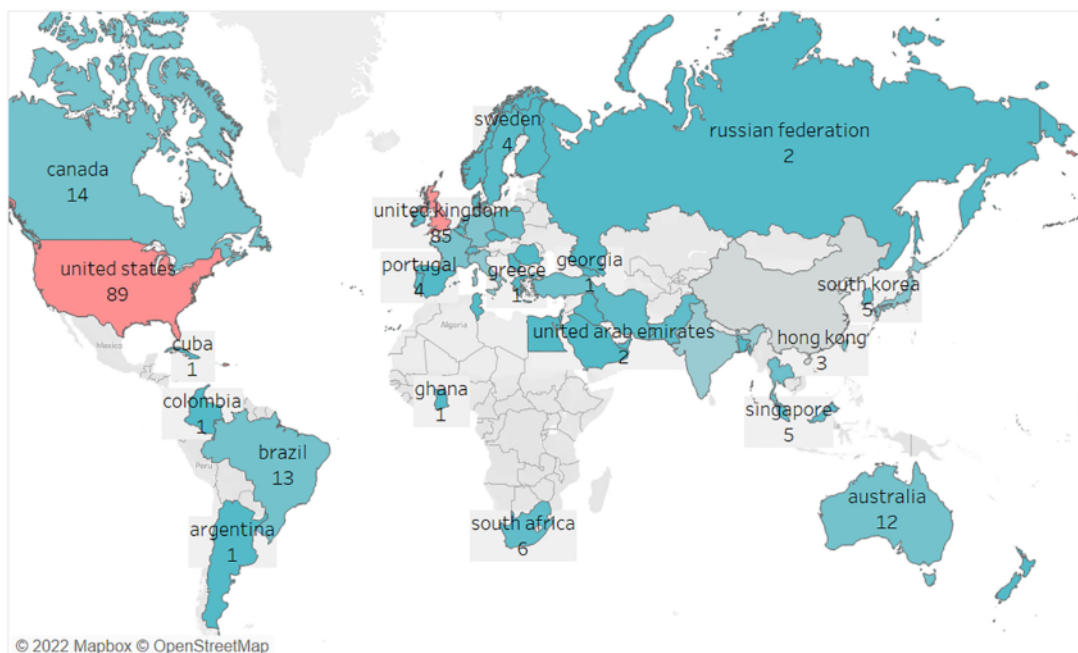 sweden
4
russian federation
2
canada
14
united kingdom
85
united states
89
portugal
4
greece
1
georgia
1
south korea
5
Algeria
Mexico
cuba
1
united arab emirates
2
hong kong
3
colombia
1
ghana
1
singapore
5
brazil
13
Peru
australia
12
argentina
1
south africa
6
© 2022 Mapbox © OpenStreetMap